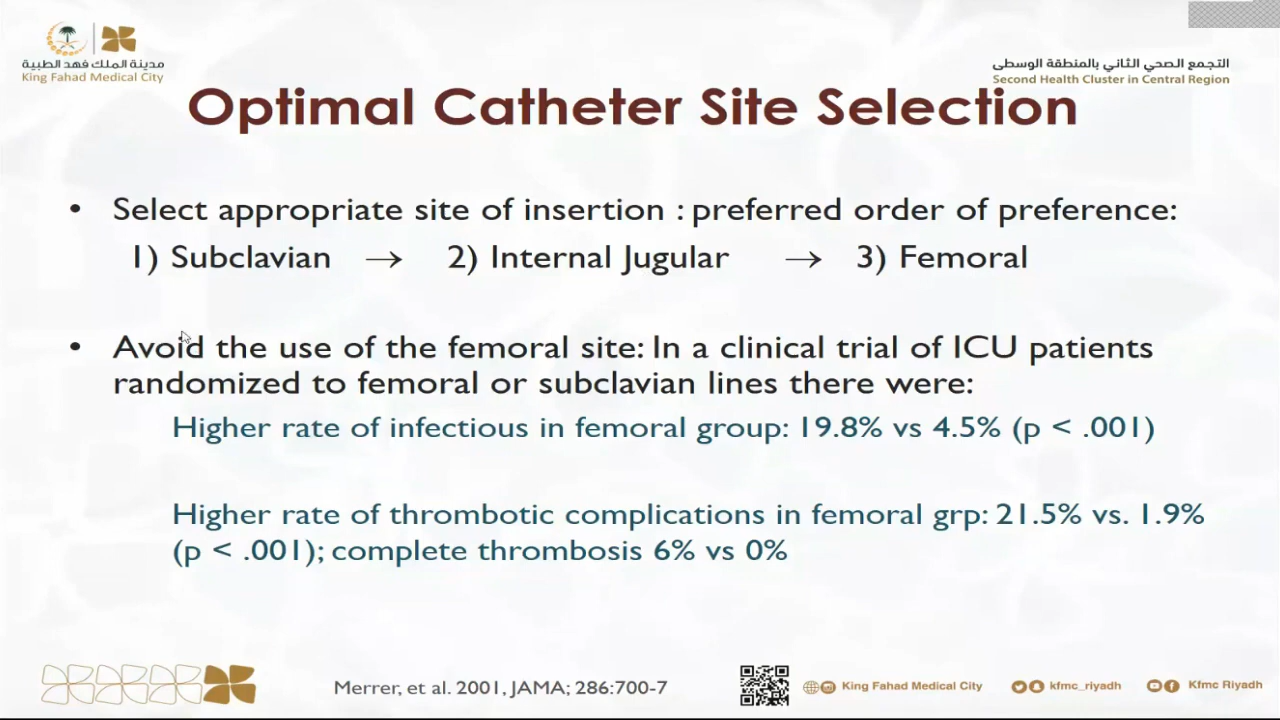 مدينة الملك فهد الطبية
King Fahad Medical City
التجمع الصحي الثاني بالمنطقة الوسطى
Second Health Cluster in Central Region
Optimal Catheter Site Selection
• Select appropriate site of insertion : preferred order of preference:
1) Subclavian → 2) Internal Jugular → 3) Femoral
• Avoid the use of the femoral site: In a clinical trial of ICU patients
randomized to femoral or subclavian lines there were:
Higher rate of infectious in femoral group: 19.8% vs 4.5% (p < .001)
Higher rate of thrombotic complications in femoral grp: 21.5% vs. 1.9%
(p < .001); complete thrombosis 6% vs 0%
Merrer, et al. 2001, JAMA; 286:700-7
King Fahad Medical City
kfmc_riyadh
Kfmc Riyadh